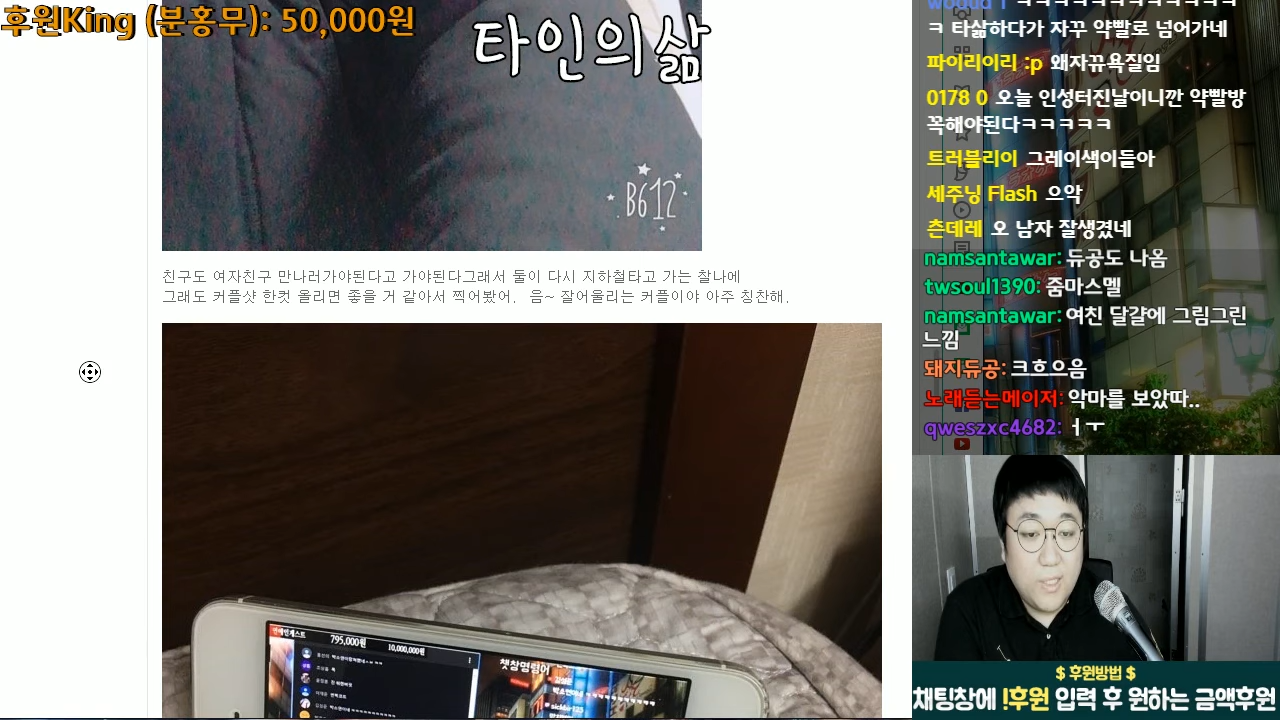 후원King (분홍무): 50,000원
타인의삶
B612
친구도 여자친구 만나러가야된다고 가야된다그래서 둘이 다시 지하철타고 가는 찰나에
그래도 커플샷 한컷 올리면 좋을 거 같아서 찍어봤어. 음~ 잘어울리는 커플이야 아주 칭찬해.
795,000원
10,000,000원
챗창명령어
ㅋ 타삶하다가 자꾸 약빨로 넘어가네
파이리이리 :p 왜자뀨욕질임
0178 0 오늘 인성터진날이니깐 약빨방
꼭해야된다ㅋㅋㅋㅋㅋ
트러블리이 그레이색이들아
세주닝 Flash 으악
츤데레 오 남자 잘생겼네
namsantawar: 듀공도 나옴
twsoul1390: 줌마스멜
namsantawar: 여친 달걀에 그림그린
느낌
돼지듀공: 크흐으음
노래듣는메이저: 악마를 보았따..
qweszxc4682: ㅓㅜ
$ 후원방법 $
채팅창에 !후원 입력 후 원하는 금액후원